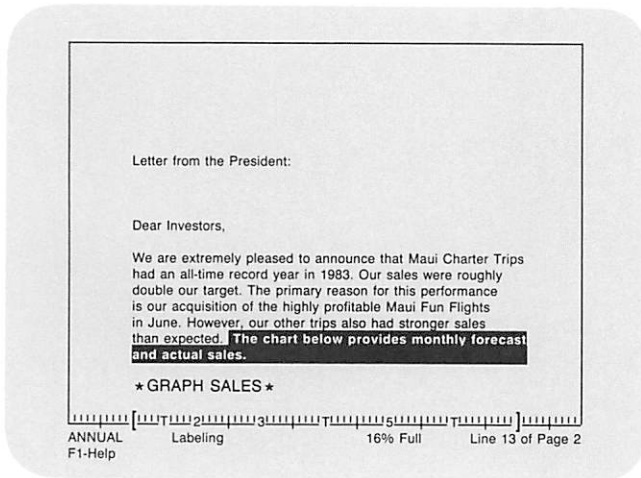 Letter from the President:
Dear Investors,
We are extremely pleased to announce that Maui Charter Trips
had an all-time record year in 1983. Our sales were roughly
double our target. The primary reason for this performance
is our acquisition of the highly profitable Maui Fun Flights
in June. However, our other trips also had stronger sales
than expected. The chart below provides monthly forecast
and actual sales.
★GRAPH SALES★
[T2 3 T 5 T]
ANNUAL Labeling 16% Full Line 13 of Page 2
F1-Help